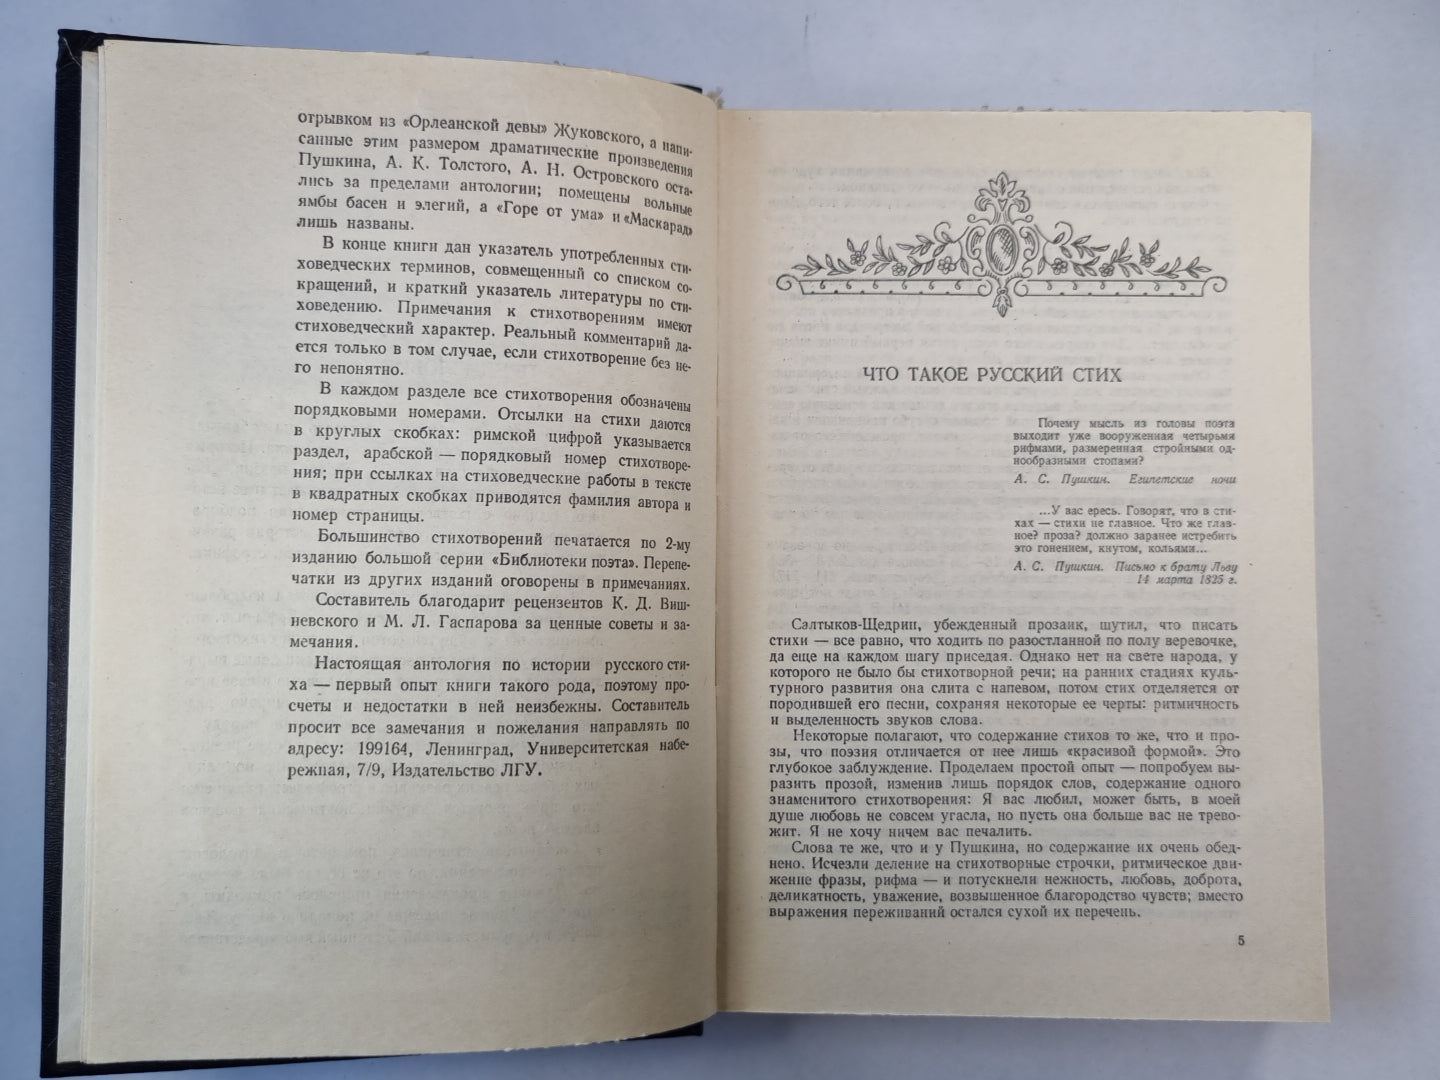 отрывком из «Орлеанской девы» Жуковского, а напи-
санные этим размером драматические произведения
Пушкина, А. К. Толстого, А. Н. Островского оста-
лись за пределами антологии; помещены вольные
ямбы басен и элегий, а «Горе от ума» и «Маскарад»
лишь названы.
В конце книги дан указатель употребленных сти-
ховедческих терминов, совмещенный со списком со-
кращений, и краткий указатель литературы по сти-
ховедению. Примечания к стихотворениям имеют
стиховедческий характер. Реальный комментарий да-
ется только в том случае, если стихотворение без не-
го непонятно.
В каждом разделе все стихотворения обозначены
порядковыми номерами. Отсылки на стихи даются
в круглых скобках: римской цифрой указывается
раздел, арабской — порядковый номер стихотворе-
ния; при ссылках на стиховедческие работы в тексте
в квадратных скобках приводятся фамилия автора и
номер страницы.
Большинство стихотворений печатается по 2-му
изданию большой серии «Библиотеки поэта». Перепе-
чатки из других изданий оговорены в примечаниях.
Составитель благодарит рецензентов К. Д. Виш-
невского и М. Л. Гаспарова за ценные советы и за-
мечания.
Настоящая антология по истории русского сти-
ха — первый опыт книги такого рода, поэтому про-
счеты и недостатки в ней неизбежны. Составитель
просит все замечания и пожелания направлять по
адресу: 199164, Ленинград, Университетская набе-
режная, 7/9, Издательство ЛГУ.
ЧТО ТАКОЕ РУССКИЙ СТИХ
Почему мысль из головы поэта
выходит уже вооруженная четырьмя
рифмами, размеренная стройными од-
нообразными стопами?
А. С. Пушкин. Египетские ночи
...У вас ересь. Говорят, что в сти-
хах — стихи не главное. Что же глав-
ное? проза? должно заранее истребить
это гонением, кнутом, кольями...
А. С. Пушкин. Письмо к брату Льву
14 марта 1825 г.
Салтыков-Щедрин, убежденный прозаик, шутил, что писать
стихи — все равно, что ходить по разостланной по полу веревочке,
да еще на каждом шагу приседая. Однако нет на свете народа, у
которого не было бы стихотворной речи; на ранних стадиях куль-
турного развития она слита с напевом, потом стих отделяется от
породившей его песни, сохраняя некоторые ее черты: ритмичность
и выделенность звуков слова.
Некоторые полагают, что содержание стихов то же, что и про-
зы, что поэзия отличается от нее лишь «красивой формой». Это
глубокое заблуждение. Проделаем простой опыт — попробуем вы-
разить прозой, изменив лишь порядок слов, содержание одного
знаменитого стихотворения: Я вас любил, может быть, в моей
душе любовь не совсем угасла, но пусть она больше вас не трево-
жит. Я не хочу ничем вас печалить.
Слова те же, что и у Пушкина, но содержание их очень обед-
нено. Исчезли деление на стихотворные строчки, ритмическое дви-
жение фразы, рифма — и потускнели нежность, любовь, доброта,
деликатность, уважение, возвышенное благородство чувств; вместо
выражения переживаний остался сухой их перечень.
5